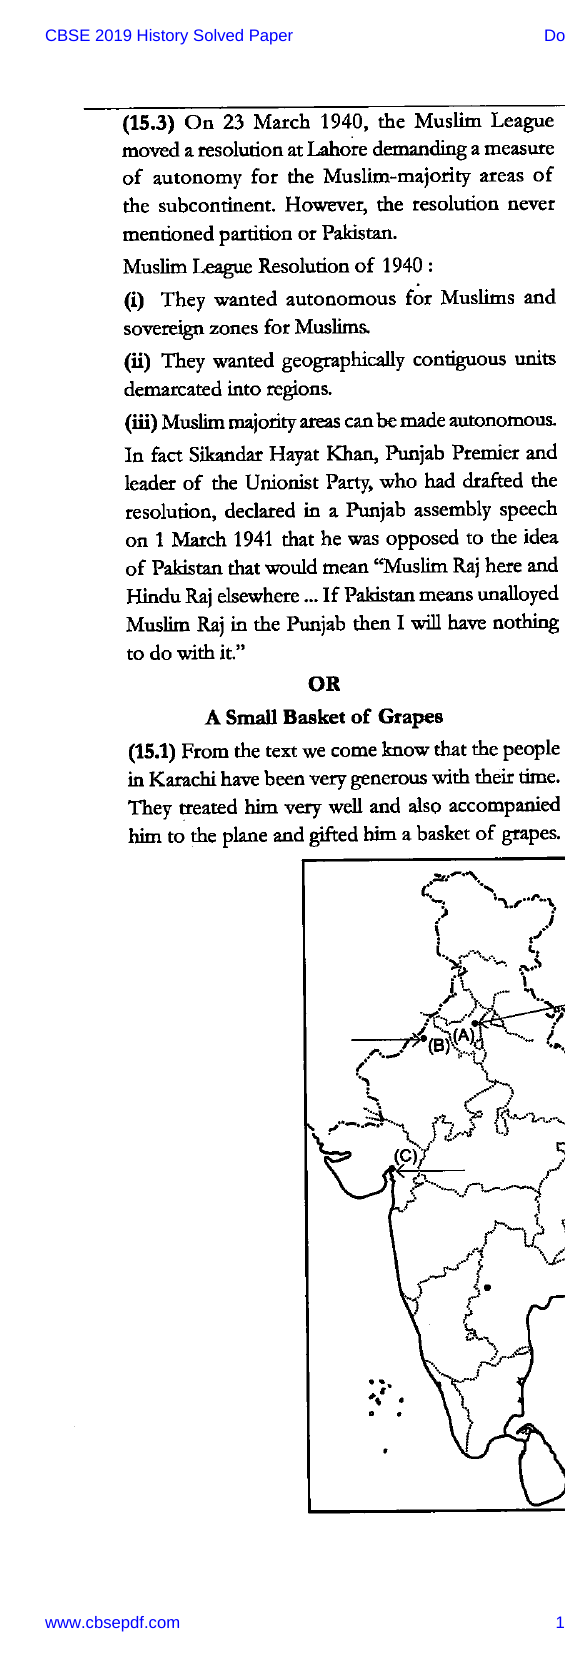 CBSE 2019 History Solved Paper
Do
(15.3) On 23 March 1940, the Muslim League
moved a resolution at Lahore demanding a measure
of autonomy for the Muslim-majority areas of
the subcontinent. However, the resolution never
mentioned partition or Pakistan.
Muslim League Resolution of 1940 :
(i) They wanted autonomous for Muslims and
sovereign zones for Muslims.
(ii) They wanted geographically contiguous units
demarcated into regions.
(iii) Muslim majority areas can be made autonomous.
In fact Sikandar Hayat Khan, Punjab Premier and
leader of the Unionist Party, who had drafted the
resolution, declared in a Punjab assembly speech
on 1 March 1941 that he was opposed to the idea
of Pakistan that would mean “Muslim Raj here and
Hindu Raj elsewhere ... If Pakistan means unalloyed
Muslim Raj in the Punjab then I will have nothing
to do with it.”
OR
A Small Basket of Grapes
(15.1) From the text we come know that the people
in Karachi have been very generous with their time.
They treated him very well and also accompanied
him to the plane and gifted him a basket of grapes.
(A)
(B)
(C)
www.cbsepdf.com
1